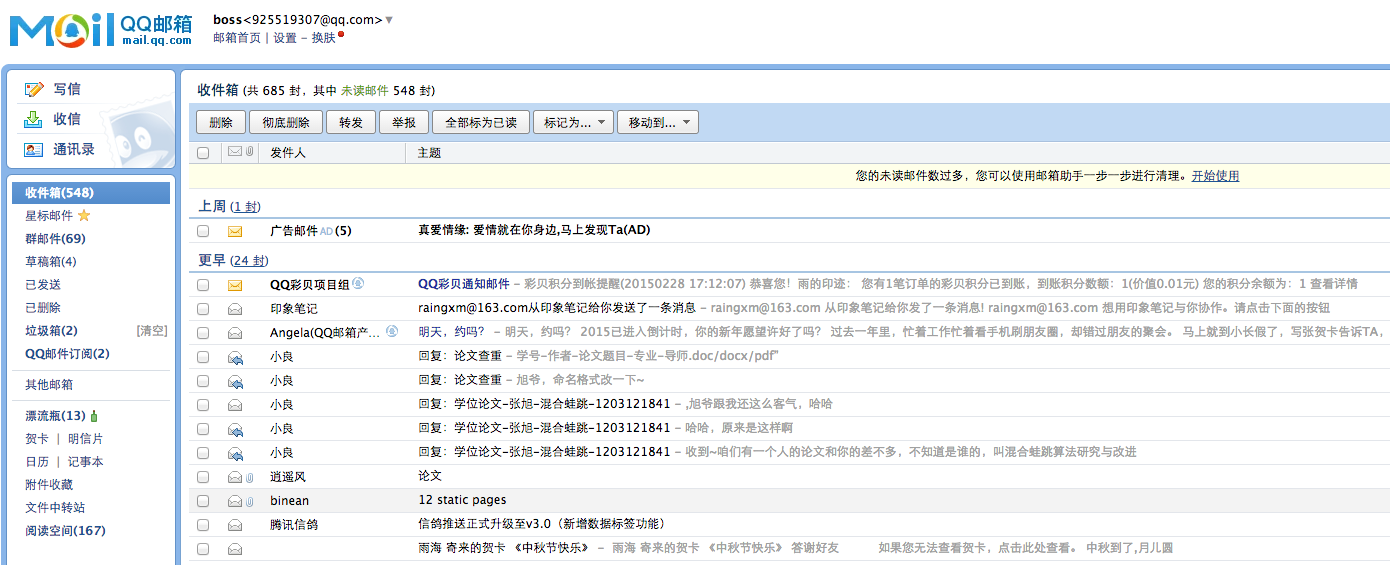 Mail QQ邮箱 mail.qq.com
boss<925519307@qq.com>
邮箱首页 | 设置 - 换肤
写信
收信
通讯录
收件箱(548)
星标邮件
群邮件(69)
草稿箱(4)
已发送
已删除
垃圾箱(2) [清空]
QQ邮件订阅(2)
其他邮箱
漂流瓶(13)
贺卡 | 明信片
日历 | 记事本
附件收藏
文件中转站
阅读空间(167)
收件箱 (共 685 封，其中 未读邮件 548 封)
删除 彻底删除 转发 举报 全部标为已读 标记为... 移动到...
发件人 主题
您的未读邮件数过多，您可以使用邮箱助手一步一步进行清理。开始使用
上周 (1 封)
广告邮件AD(5) 真爱情缘: 爱情就在你身边,马上发现Ta(AD)
更早 (24 封)
QQ彩贝项目组 QQ彩贝通知邮件 - 彩贝积分到帐提醒(20150228 17:12:07) 恭喜您！雨の印迹： 您有1笔订单的彩贝积分已到账，到账积分数额：1(价值0.01元) 您的积分余额为：1 查看详情
印象笔记 raingxm@163.com从印象笔记给你发送了一条消息 - raingxm@163.com 从印象笔记给你发了一条消息! raingxm@163.com 想用印象笔记与你协作。请点击下面的按钮
Angela(QQ邮箱产... 明天，约吗？ - 明天，约吗？ 2015已进入倒计时，你的新年愿望许好了吗？ 过去一年里，忙着工作忙着看手机刷朋友圈，却错过朋友的聚会。 马上就到小长假了，写张贺卡告诉TA，
小良 回复：论文查重 - 学号-作者-论文题目-专业-导师.doc/docx/pdf”
小良 回复：论文查重 - 旭爷，命名格式改一下~
小良 回复：学位论文-张旭-混合蛙跳-1203121841 - ,旭爷跟我还这么客气，哈哈
小良 回复：学位论文-张旭-混合蛙跳-1203121841 - 哈哈，原来是这样啊
小良 回复：学位论文-张旭-混合蛙跳-1203121841 - 收到~咱们有一个人的论文和你的差不多，不知道是谁的，叫混合蛙跳算法研究与改进
逍遥风 论文
binean 12 static pages
腾讯信鸽 信鸽推送正式升级至v3.0（新增数据标签功能）
雨海 寄来的贺卡 《中秋节快乐》 - 雨海 寄来的贺卡 《中秋节快乐》 答谢好友 如果您无法查看贺卡，点击此处查看。 中秋到了,月儿圆